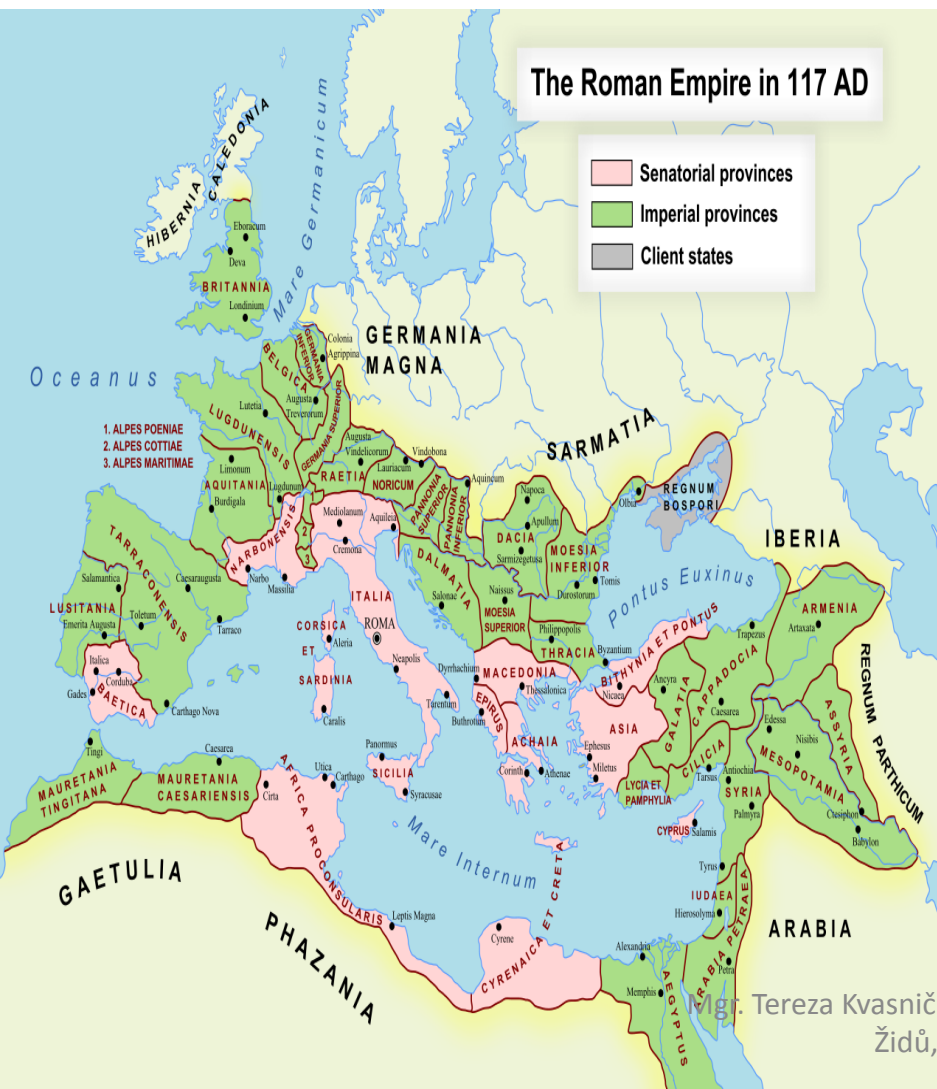 The Roman Empire in 117 AD
Senatorial provinces
Imperial provinces
Client states
HIBERNIA
CALEDONIA
Mare Germanicum
Eboracum
Deva
BRITANNIA
Londinium
Oceanus
GERMANIA
MAGNA
GERMANIA
INFERIOR
Colonia
Agrippina
BELGICA
Augusta
Treverorum
Lutetia
LUGDUNENSIS
GERMANIA SUPERIOR
1. ALPES POENIAE
2. ALPES COTTIAE
3. ALPES MARITIMAE
Limonum
AQUITANIA
Burdigala
Lugdunum
Augusta
Vindelicorum
RAETIA
Lauriacum
Vindobona
NORICUM
PANNONIA
SUPERIOR
PANNONIA
INFERIOR
Aquincum
SARMATIA
Napoca
Apullum
DACIA
Sarmizegetusa
MOESIA
INFERIOR
Tomis
Durostorum
Olbia
REGNUM
BOSPORI
IBERIA
Pontus Euxinus
NARBONENSIS
Narbo
Massilia
1
2
3
Mediolanum
Cremona
Aquileia
ITALIA
ROMA
Neapolis
Tarentum
DALMATIA
Salonae
Naissus
MOESIA
SUPERIOR
Philippopolis
THRACIA
Byzantium
TARRACONENSIS
Salamantica
Caesaraugusta
LUSITANIA
Toletum
Emerita Augusta
Tarraco
Italica
Corduba
Gades
BAETICA
Carthago Nova
CORSICA
ET
SARDINIA
Aleria
Caralis
Dyrrhachium
MACEDONIA
Thessalonica
EPIRUS
Buthrotum
ACHAIA
Corinth
Athenae
BITHYNIA ET PONTUS
Nicaea
Trapezus
ARMENIA
Artaxata
Ancyra
GALATIA
CAPPADOCIA
Caesarea
ASIA
Ephesus
Miletus
LYCIA ET
PAMPHYLIA
CILICIA
Tarsus
Antiochia
SYRIA
Palmyra
Edessa
Nisibis
MESOPOTAMIA
ASSYRIA
REGNUM PARTHICUM
Ctesiphon
Babylon
CYPRUS
Salamis
Tyrus
IUDAEA
Hierosolyma
ARABIA PETRAEA
Petra
ARABIA
Tingi
MAURETANIA
TINGITANA
Caesarea
MAURETANIA
CAESARIENSIS
Cirta
Utica
Carthago
AFRICA PROCONSULARIS
Panormus
SICILIA
Syracusae
Mare Internum
Leptis Magna
GAETULIA
PHAZANIA
Cyrene
CYRENAICA ET CRETA
Alexandria
Memphis
AEGYPTUS
Mgr. Tereza Kvasnič
Židů,